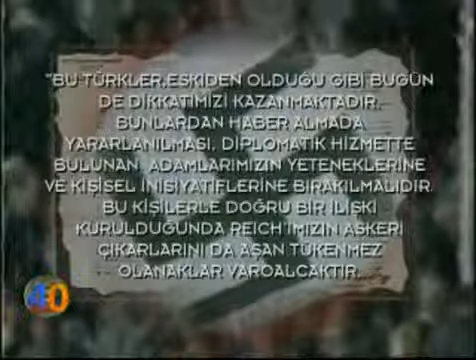 "BU TÜRKLER, ESKİDEN OLDUĞU GİBİ BUGÜN
DE DİKKATİMİZİ KAZANMAKTADIR.
BUNLARDAN HABER ALMADA
YARARLANILMASI, DİPLOMATİK HİZMETTE
BULUNAN ADAMLARIMIZIN YETENEKLERİNE
VE KİŞİSEL İNİSİYATİFLERİNE BIRAKILMALIDIR.
BU KİŞİLERLE DOĞRU BİR İLİŞKİ
KURULDUĞUNDA REICH'IMIZIN ASKERİ
ÇIKARLARINI DA AŞAN TÜKENMEZ
OLANAKLAR VAROALCAKTIR.
40